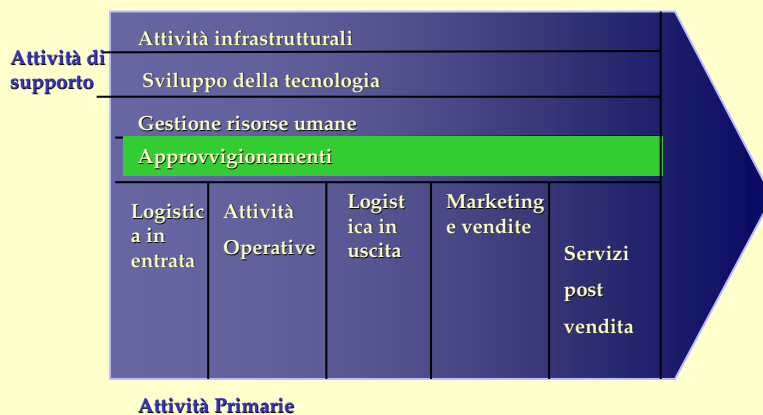 Attività infrastrutturali
Attività di
supporto
Sviluppo della tecnologia
Gestione risorse umane
Approvvigionamenti
Logistic
a in
entrata
Attività
Operative
Logist
ica in
uscita
Marketing
e vendite
Servizi
post
vendita
Attività Primarie